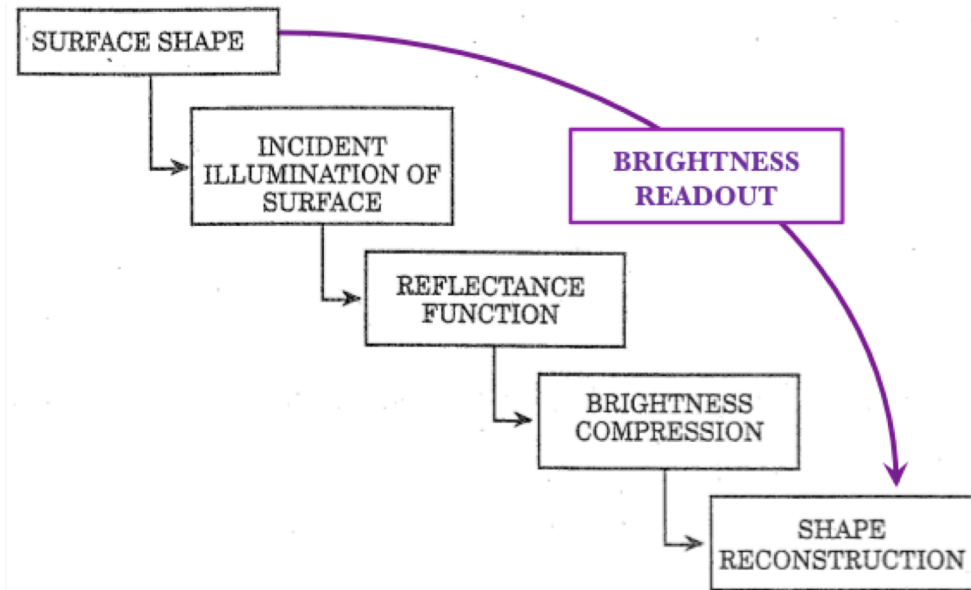 SURFACE SHAPE
INCIDENT
ILLUMINATION OF
SURFACE
BRIGHTNESS
READOUT
REFLECTANCE
FUNCTION
BRIGHTNESS
COMPRESSION
SHAPE
RECONSTRUCTION